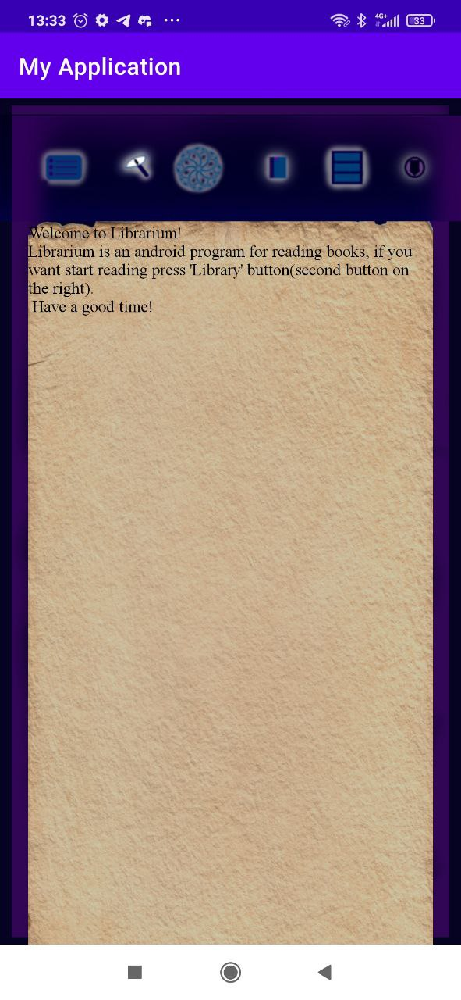 13:33
4G+
33
My Application
Welcome to Librarium!
Librarium is an android program for reading books, if you
want start reading press 'Library' button(second button on
the right).
Have a good time!